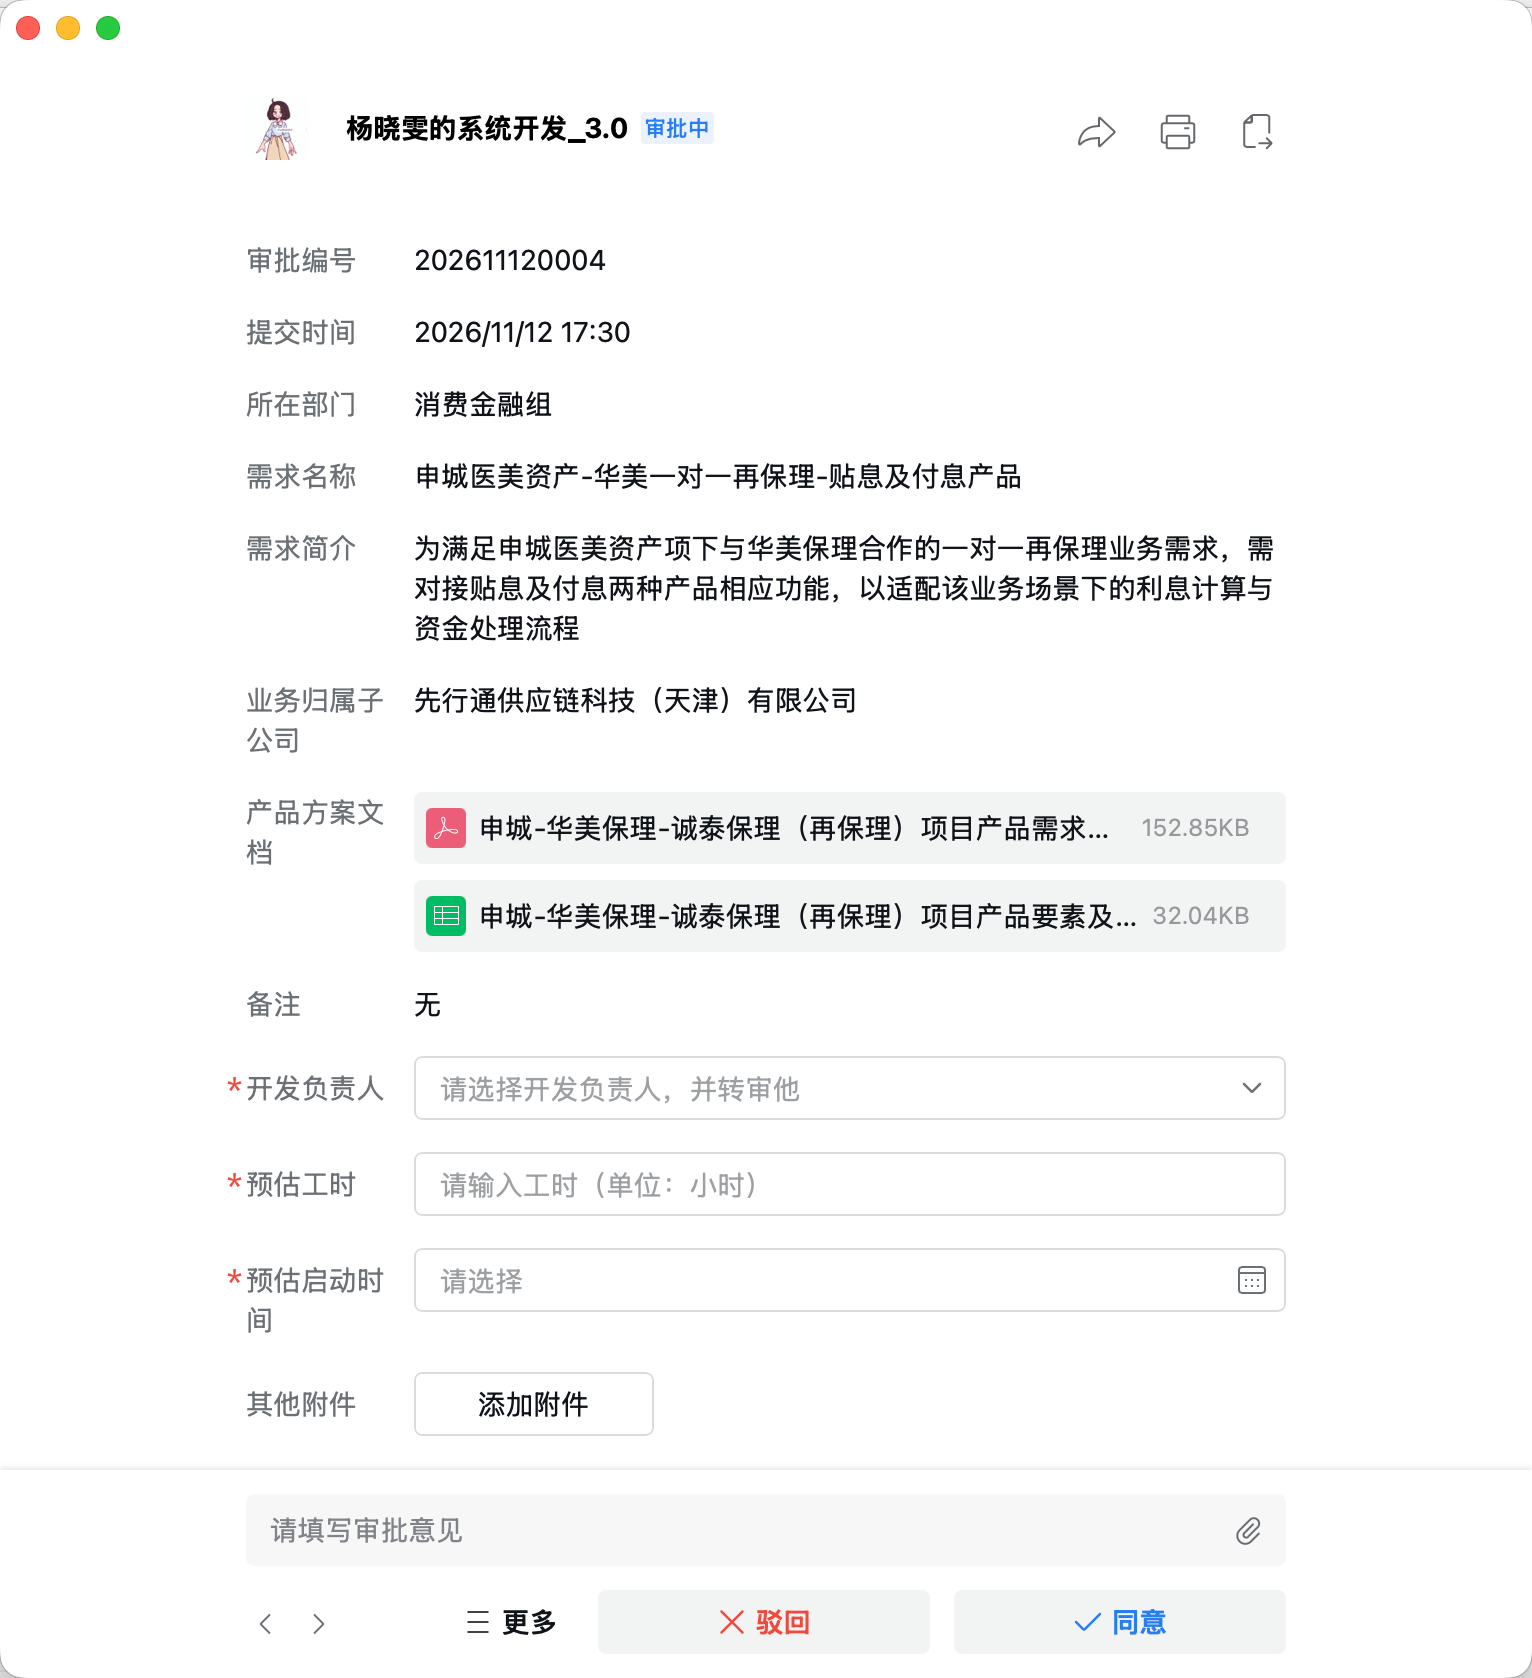 杨晓雯的系统开发_3.0 审批中
审批编号 202611120004
提交时间 2026/11/12 17:30
所在部门 消费金融组
需求名称 申城医美资产-华美一对一再保理-贴息及付息产品
需求简介 为满足申城医美资产项下与华美保理合作的一对一再保理业务需求，需
对接贴息及付息两种产品相应功能，以适配该业务场景下的利息计算与
资金处理流程
业务归属子 先行通供应链科技（天津）有限公司
公司
产品方案文 申城-华美保理-诚泰保理（再保理）项目产品需求... 152.85KB
档
申城-华美保理-诚泰保理（再保理）项目产品要素及... 32.04KB
备注 无
*开发负责人 请选择开发负责人，并转审他
*预估工时 请输入工时（单位：小时）
*预估启动时 请选择
间
其他附件 添加附件
请填写审批意见
更多 驳回 同意